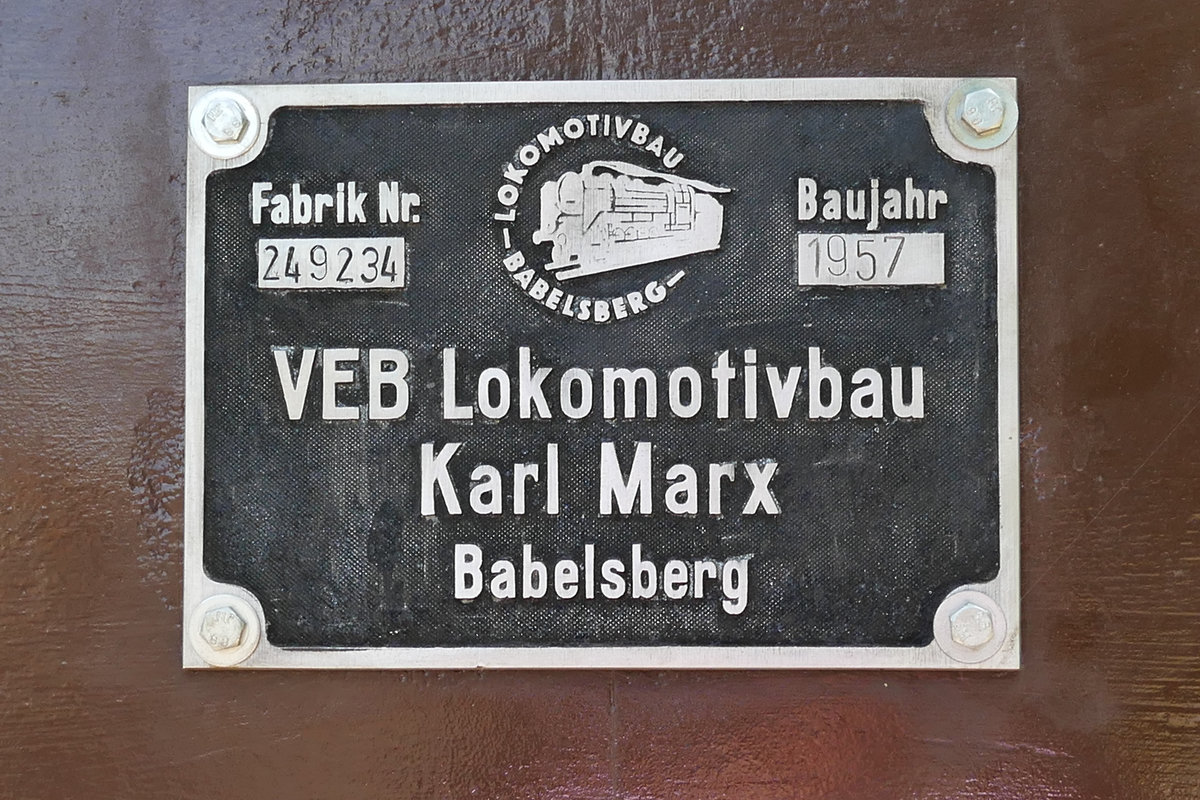 LOKOMOTIVBAU
– BABELSBERG –
Fabrik Nr.
249234
Baujahr
1957
VEB Lokomotivbau
Karl Marx
Babelsberg